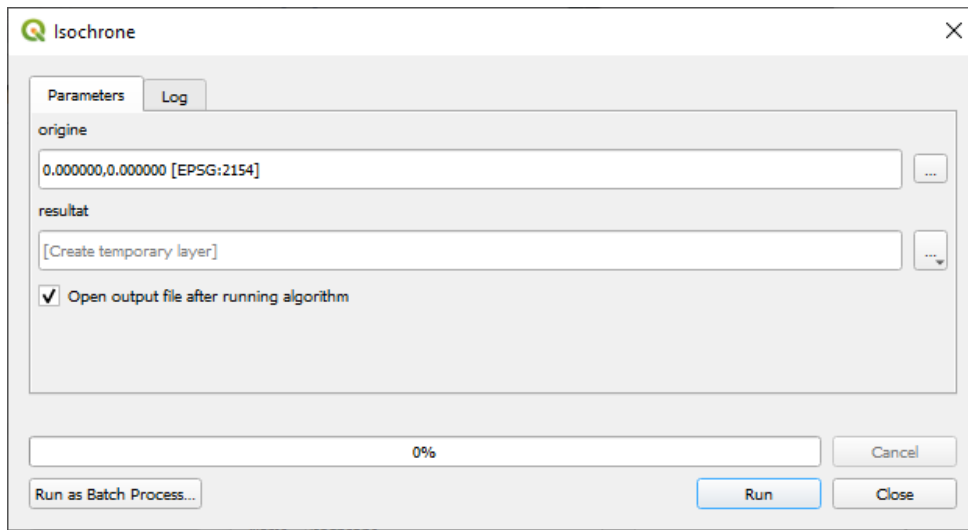 Isochrone
Parameters
Log
origine
0.000000,0.000000 [EPSG:2154]
...
resultat
[Create temporary layer]
...
Open output file after running algorithm
0%
Cancel
Run as Batch Process...
Run
Close